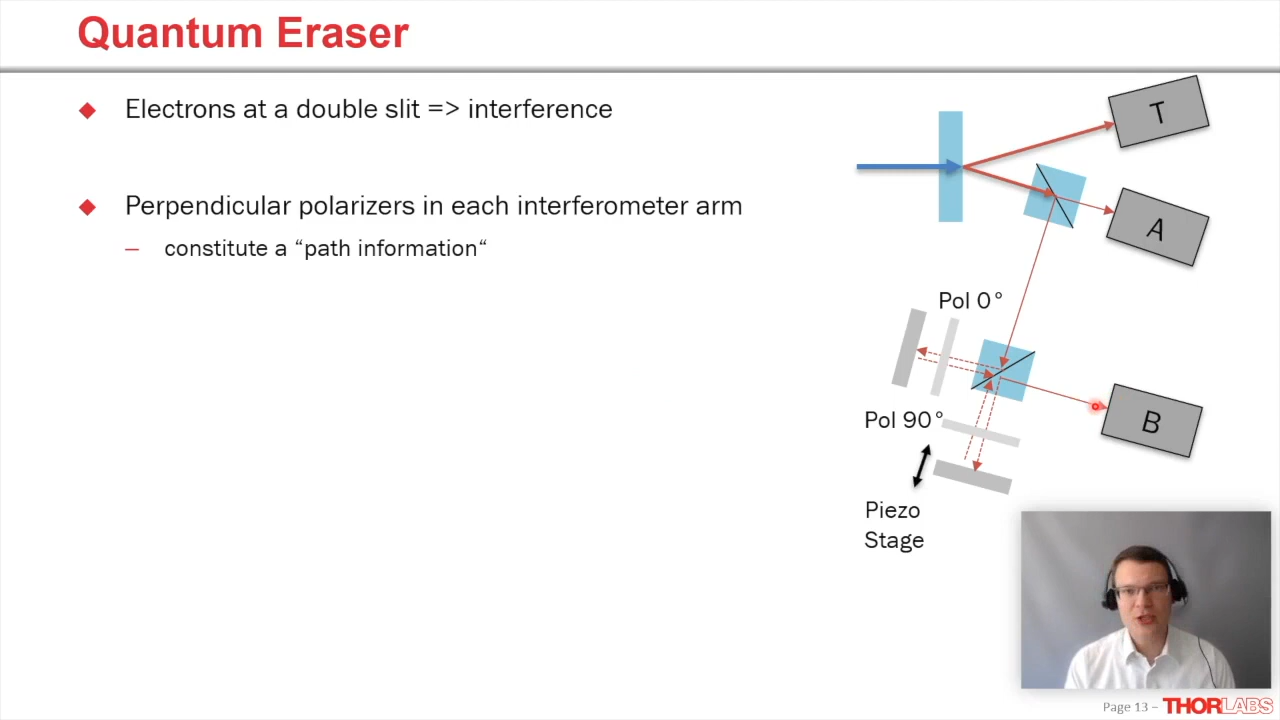 Quantum Eraser
Electrons at a double slit => interference
Perpendicular polarizers in each interferometer arm
– constitute a “path information“
T
A
Pol 0°
Pol 90°
B
Piezo
Stage
Page 13 – THORLABS